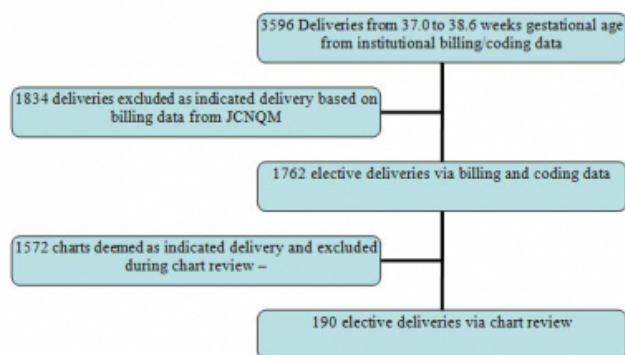 3596 Deliveries from 37.0 to 38.6 weeks gestational age
from institutional billing/coding data
1834 deliveries excluded as indicated delivery based on
billing data from JCNQM
1762 elective deliveries via billing and coding data
1572 charts deemed as indicated delivery and excluded
during chart review –
190 elective deliveries via chart review